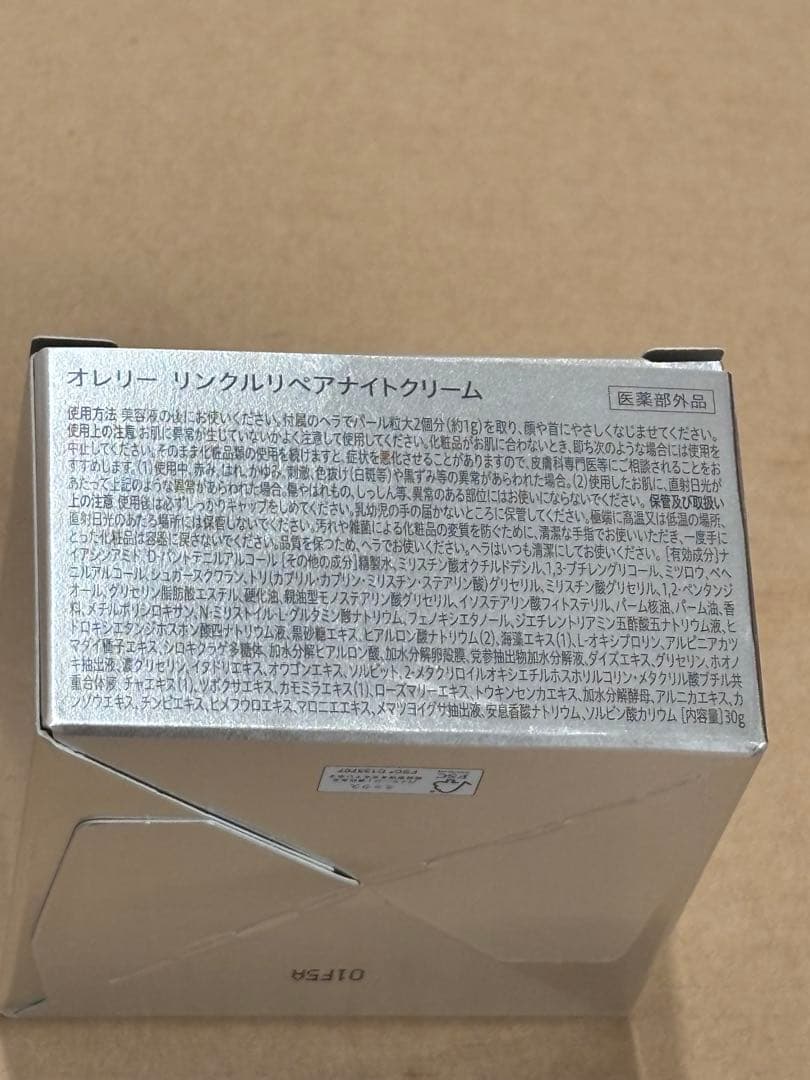 オレリー リンクルリペアナイトクリーム
医薬部外品
使用方法 美容液の後にお使いください。付属のヘラでパール粒大2個分(約1g)を取り、顔や首にやさしくなじませてください。
使用上の注意 お肌に異常が生じていないかよく注意して使用してください。化粧品がお肌に合わないとき、即ち次のような場合には使用を
中止してください。そのまま化粧品類の使用を続けますと、症状を悪化させることがありますので、皮膚科専門医等にご相談されることをお
すすめします。(1)使用中、赤み、はれ、かゆみ、刺激、色抜け(白斑等)や黒ずみ等の異常があらわれた場合。(2)使用したお肌に、直射日光が
あたって上記のような異常があらわれた場合。傷やはれもの、しっしん等、異常のある部位にはお使いにならないでください。保管及び取扱い
上の注意 使用後は必ずしっかりキャップをしめてください。乳幼児の手の届かないところに保管してください。極端に高温又は低温の場所、
直射日光のあたる場所には保管しないでください。汚れや雑菌による化粧品の変質を防ぐために、清潔な手指でお使いいただき、一度手に
とった化粧品は容器に戻さないでください。品質を保つため、ヘラでお使いください。ヘラはいつも清潔にしてお使いください。[有効成分]ナ
イアシンアミド、D-パントテニルアルコール [その他の成分]精製水、ミリスチン酸オクチルドデシル、1,3-ブチレングリコール、ミツロウ、ベヘ
ニルアルコール、シュガースクワラン、トリ(カプリル・カプリン・ミリスチン・ステアリン酸)グリセリル、ミリスチン酸グリセリル、1,2-ペンタンジ
オール、グリセリン脂肪酸エステル、硬化油、親油型モノステアリン酸グリセリル、イソステアリン酸フィトステリル、パーム核油、パーム油、香
料、メチルポリシロキサン、N-ミリストイル-L-グルタミン酸ナトリウム、フェノキシエタノール、ジエチレントリアミン五酢酸五ナトリウム液、ヒ
ドロキシエタンジホスホン酸四ナトリウム液、黒砂糖エキス、ヒアルロン酸ナトリウム(2)、海藻エキス(1)、L-オキシプロリン、アルピニアカツ
マダイ種子エキス、シロキクラゲ多糖体、加水分解ヒアルロン酸、加水分解卵殻膜、党参抽出物加水分解液、ダイズエキス、グリセリン、ホオノ
キ抽出液、濃グリセリン、イタドリエキス、オウゴンエキス、ソルビット、2-メタクリロイルオキシエチルホスホリルコリン・メタクリル酸ブチル共
重合体液、チャエキス(1)、ツボクサエキス、カモミラエキス(1)、ローズマリーエキス、トウキンセンカエキス、加水分解酵母、アルニカエキス、カ
ンゾウエキス、チンピエキス、ヒメフウロエキス、マロニエエキス、メマツヨイグサ抽出液、安息香酸ナトリウム、ソルビン酸カリウム [内容量]30g
ミックス
FSC
FSC® C135707
01F5A